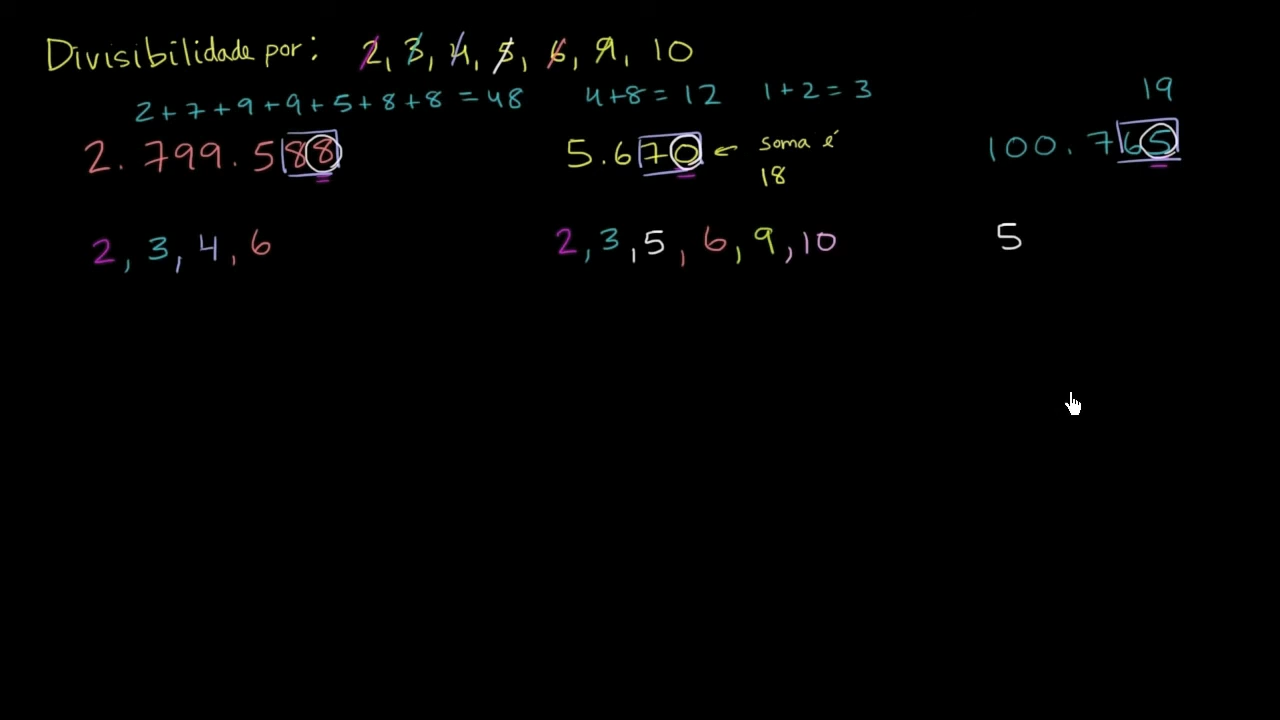 Divisibilidade por: 2, 3, 4, 5, 6, 9, 10
2+7+9+9+5+8+8 = 48 4+8 = 12 1+2 = 3 19
2.799.588 5.670 ← soma é 18 100.765
2, 3, 4, 6 2, 3, 5, 6, 9, 10 5